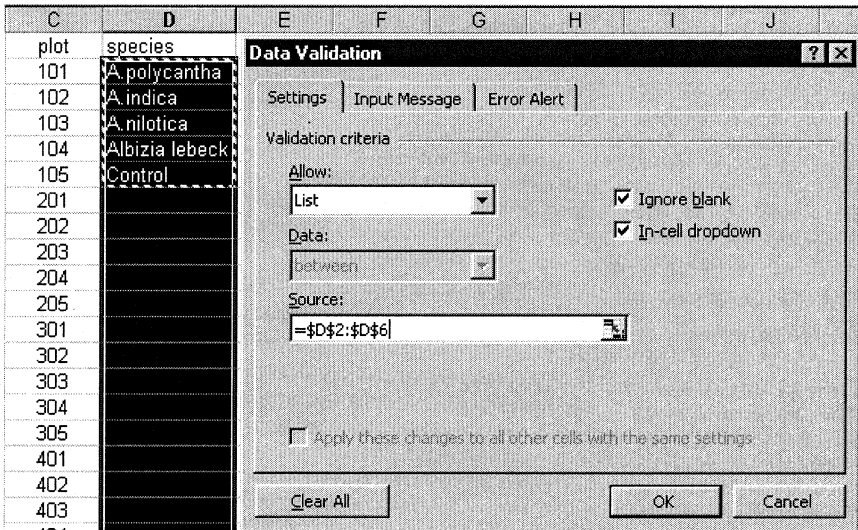 C D E F G H I J
plot species
101 A.polycantha
102 A.indica
103 A.nilotica
104 Albizia lebeck
105 Control
201
202
203
204
205
301
302
303
304
305
401
402
403
Data Validation
Settings Input Message Error Alert
Validation criteria
Allow:
List
Ignore blank
Data:
In-cell dropdown
between
Source:
=$D$2:$D$6
Apply these changes to all other cells with the same settings
Clear All OK Cancel